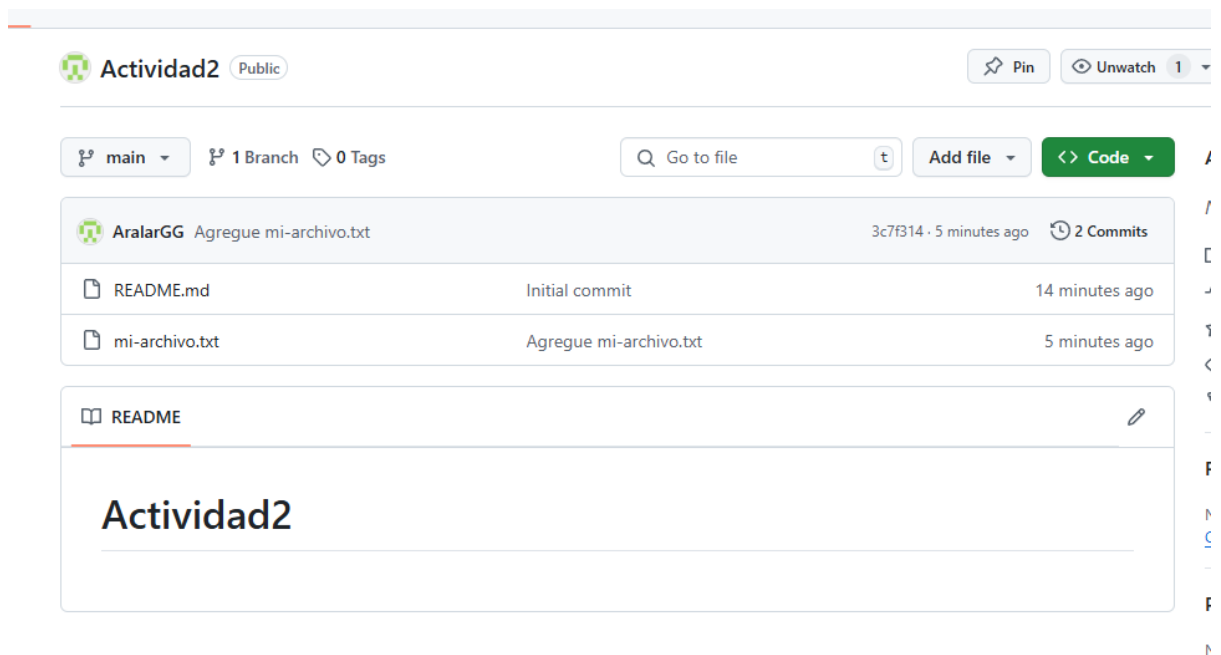 Actividad2 Public Pin Unwatch 1
main 1 Branch 0 Tags Go to file t Add file Code
AralarGG Agregue mi-archivo.txt 3c7f314 · 5 minutes ago 2 Commits
README.md Initial commit 14 minutes ago
mi-archivo.txt Agregue mi-archivo.txt 5 minutes ago
README
Actividad2